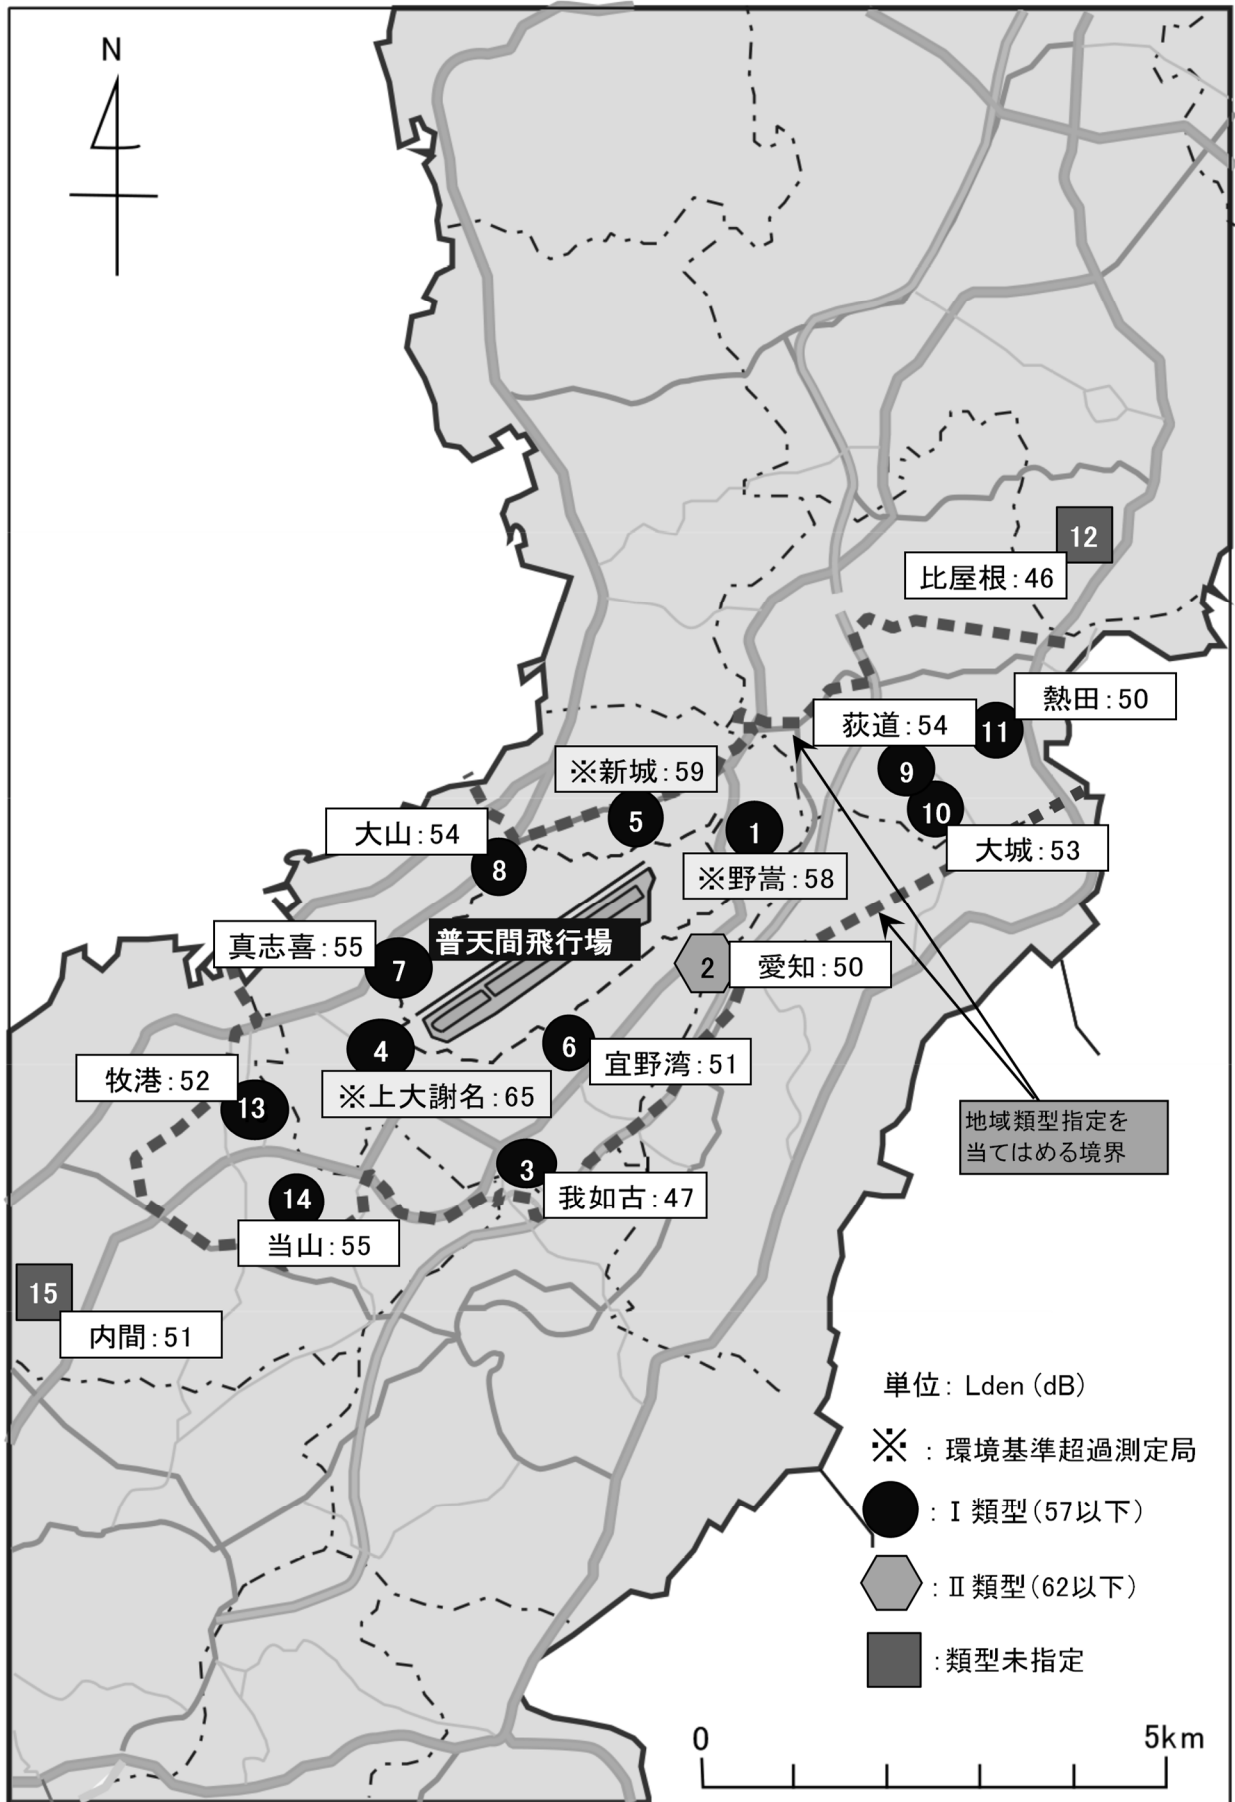 N
12
比屋根:46
熱田:50
荻道:54
11
※新城:59
9
大山:54
5
1
10
大城:53
8
※野嵩:58
真志喜:55
普天間飛行場
7
2
愛知:50
4
6
宜野湾:51
牧港:52
※上大謝名:65
13
地域類型指定を
当てはめる境界
3
我如古:47
14
当山:55
15
内間:51
単位:Lden(dB)
※:環境基準超過測定局
:Ⅰ類型(57以下)
:Ⅱ類型(62以下)
:類型未指定
0
5km